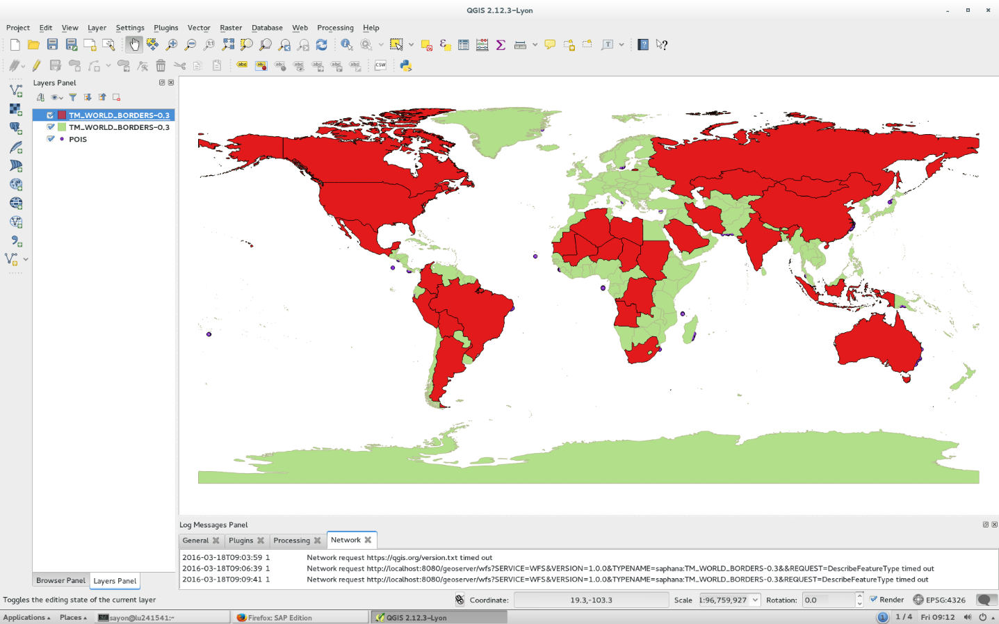 QGIS 2.12.3-Lyon
Project Edit View Layer Settings Plugins Vector Raster Database Web Processing Help
Layers Panel
TM_WORLD_BORDERS-0.3
TM_WORLD_BORDERS-0.3
POIS
Browser Panel Layers Panel
Log Messages Panel
General Plugins Processing Network
2016-03-18T09:03:59 1 Network request https://qgis.org/version.txt timed out
2016-03-18T09:06:39 1 Network request http://localhost:8080/geoserver/wfs?SERVICE=WFS&VERSION=1.0.0&TYPENAME=saphana:TM_WORLD_BORDERS-0.3&&REQUEST=DescribeFeatureType timed out
2016-03-18T09:09:41 1 Network request http://localhost:8080/geoserver/wfs?SERVICE=WFS&VERSION=1.0.0&TYPENAME=saphana:TM_WORLD_BORDERS-0.3&REQUEST=DescribeFeatureType timed out
Toggles the editing state of the current layer Coordinate: 19.3,-103.3 Scale 1:96,759,927 Rotation: 0.0 Render EPSG:4326
Applications Places sayon@lu241541:~ Firefox: SAP Edition QGIS 2.12.3-Lyon 1 1 / 4 Fri 09:12